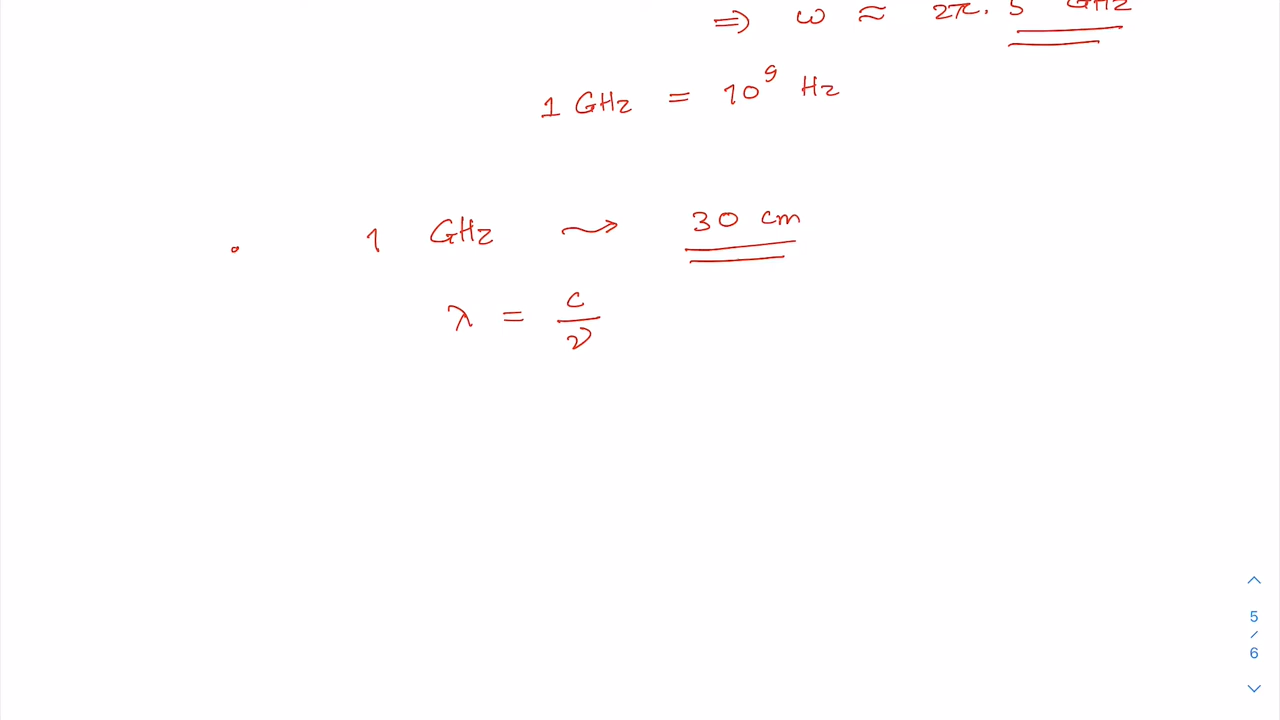 ⇒ ω ≈ 2π. 5 GHz
1 GHz = 10⁹ Hz
• 1 GHz ⇝ 30 cm
λ = c/ν
5
/
6